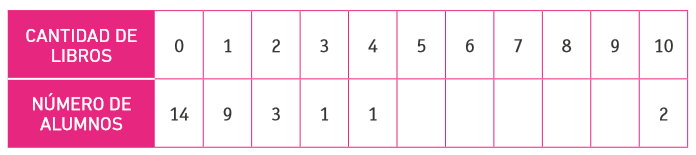 CANTIDAD DE
LIBROS
0 1 2 3 4 5 6 7 8 9 10
NÚMERO DE
ALUMNOS
14 9 3 1 1 2